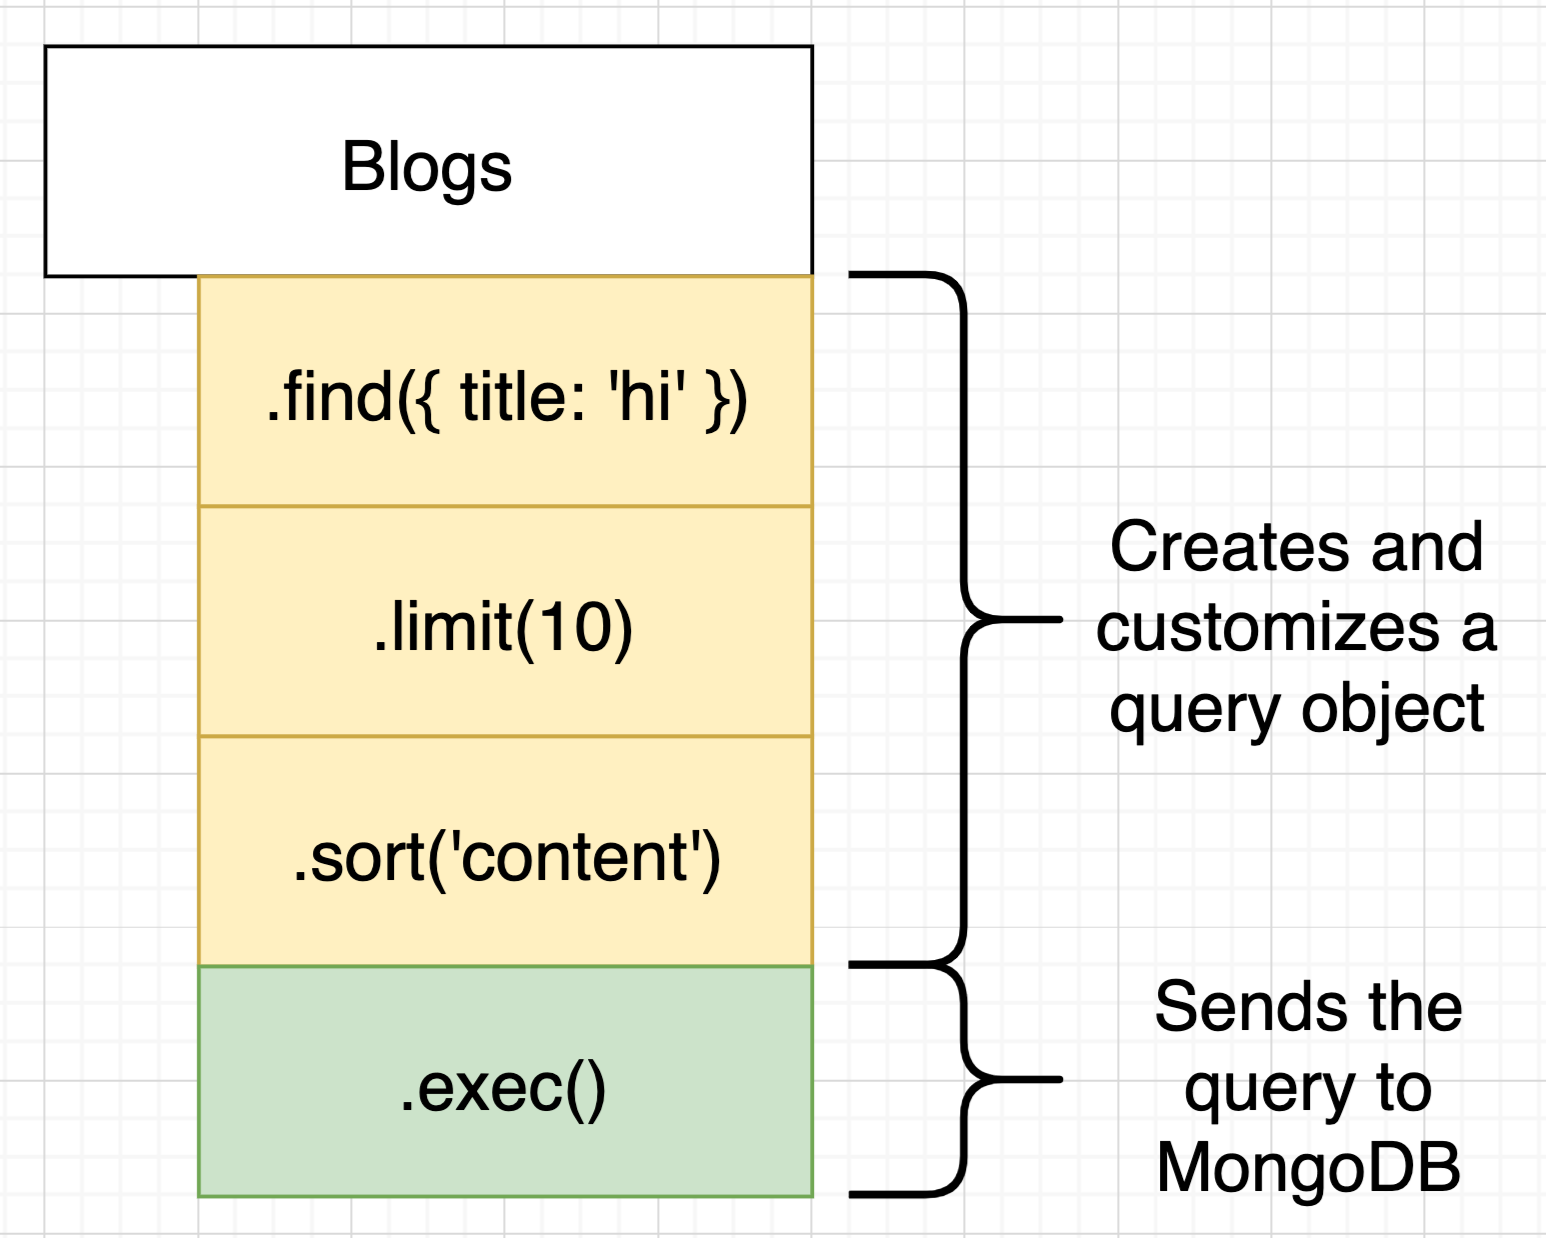 Blogs
.find({ title: 'hi' })
.limit(10)
.sort('content')
.exec()
Creates and
customizes a
query object
Sends the
query to
MongoDB